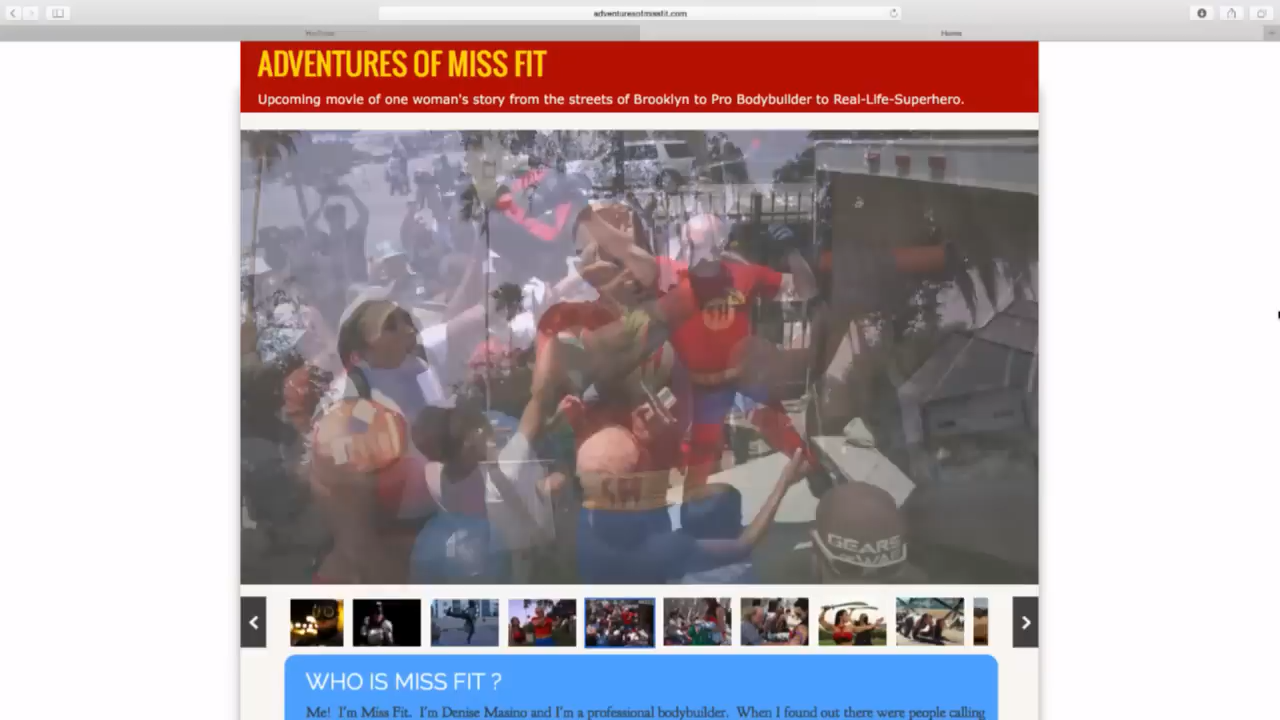 adventuresofmissfit.com
Home
ADVENTURES OF MISS FIT
Upcoming movie of one woman's story from the streets of Brooklyn to Pro Bodybuilder to Real-Life-Superhero.
GEARS
WHO IS MISS FIT ?
Me! I'm Miss Fit. I'm Denise Masino and I'm a professional bodybuilder. When I found out there were people calling